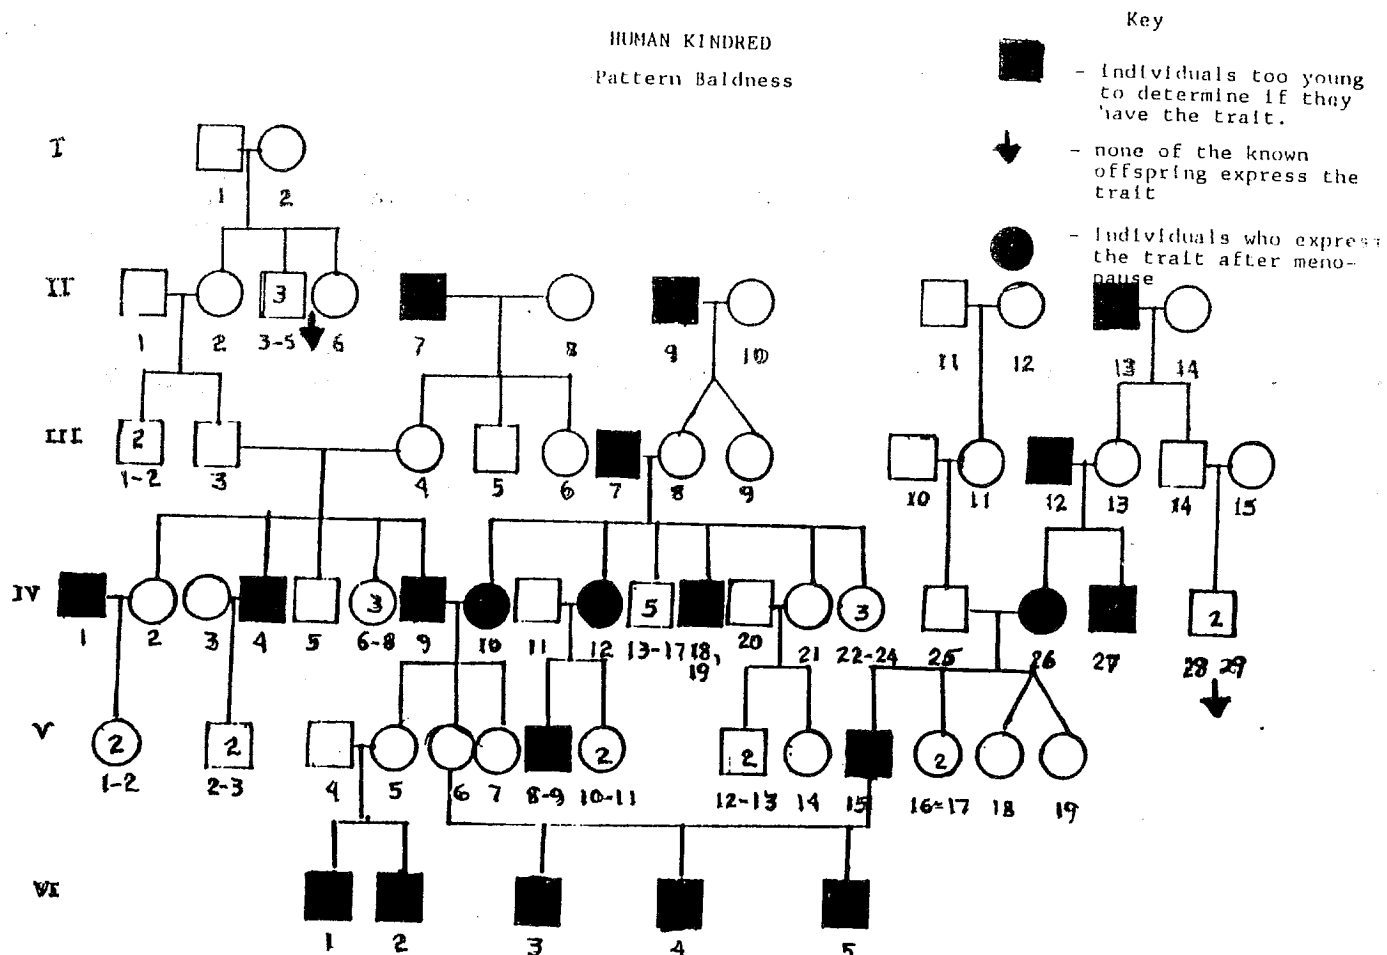 HUMAN KINDRED
Pattern Baldness
Key
- individuals too young
to determine if they
have the trait.
- none of the known
offspring express the
trait
- individuals who express
the trait after meno-
pause
I
1 2
II
3
1 2 3-5 6 7 8 9 10 11 12 13 14
III
2
1-2 3 4 5 6 7 8 9 10 11 12 13 14 15
IV
3 5 3 2
1 2 3 4 5 6-8 9 10 11 12 13-17 18, 20 21 22-24 25 26 27 28 29
19
V
2 2 2 2 2
1-2 2-3 4 5 6 7 8-9 10-11 12-13 14 15 16=17 18 19
VI
1 2 3 4 5